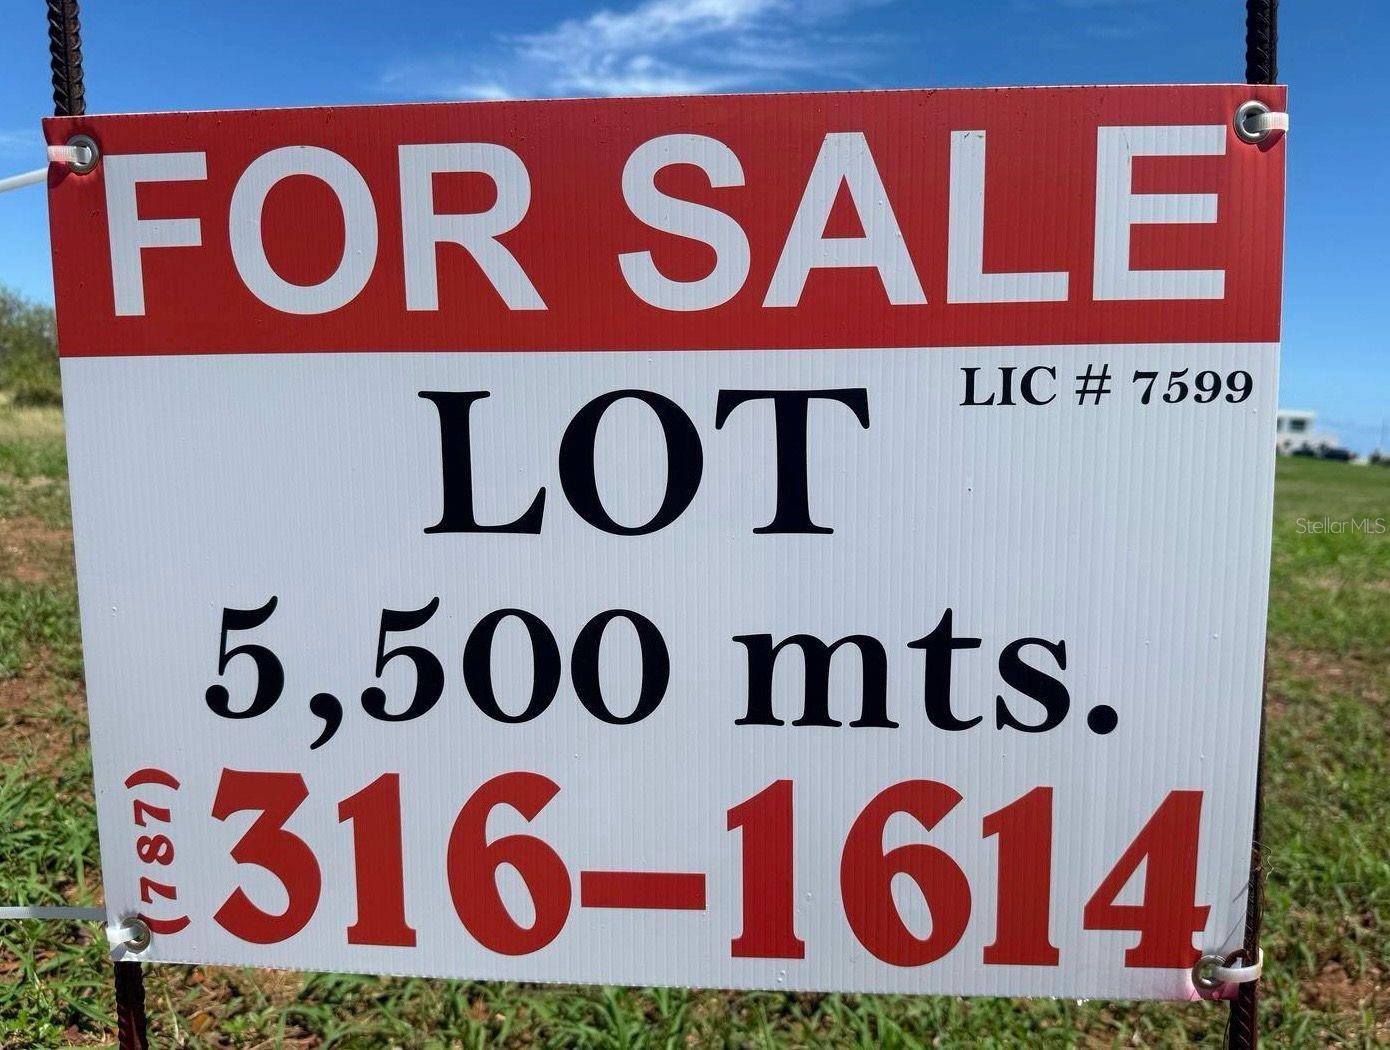 FOR SALE
LIC # 7599
LOT
5,500 mts.
(787) 316-1614
Stellar MLS